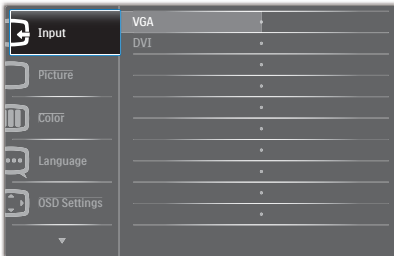 Input
VGA
DVI
Picture
Color
Language
OSD Settings